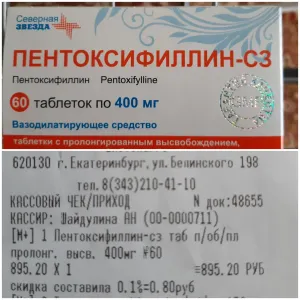 Северная
ЗВЕЗДА
ПЕНТОКСИФИЛЛИН-СЗ
Пентоксифиллин Pentoxifylline
60 таблеток по 400 мг
Вазодилатирующее средство
таблетки с пролонгированным высвобождением,
620130 г.Екатеринбург,ул.Белинского 198
тел.8(343)210-41-10
КАССОВЫЙ ЧЕК/ПРИХОД N док:48655
КАССИР: Шайдулина АН (00-0000711)
[М+] 1 Пентоксифиллин-сз таб п/об/пл
пролонг. высв. 400мг №60
895.20 X 1 =895.20 РУБ
скидка составила 0.1%=0.80руб